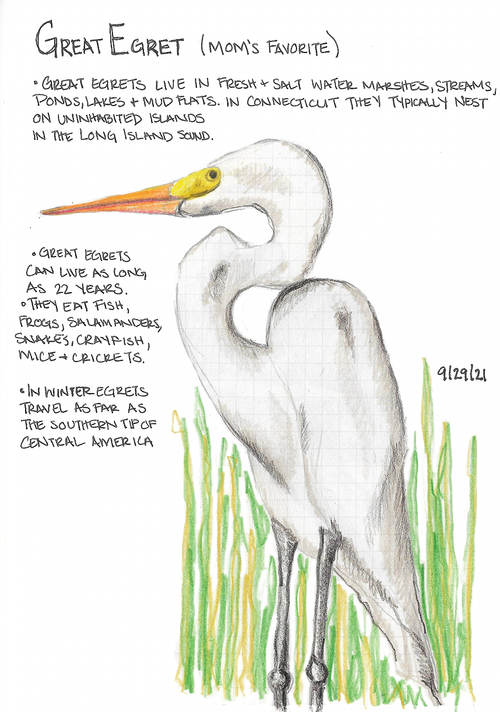 GREAT EGRET (MOM'S FAVORITE)
• GREAT EGRETS LIVE IN FRESH + SALT WATER MARSHES, STREAMS,
PONDS, LAKES + MUD FLATS. IN CONNECTICUT THEY TYPICALLY NEST
ON UNINHABITED ISLANDS
IN THE LONG ISLAND SOUND.
• GREAT EGRETS
CAN LIVE AS LONG
AS 22 YEARS.
• THEY EAT FISH,
FROGS, SALAMANDERS,
SNAKE'S, CRAYFISH,
MICE + CRICKETS.
9/29/21
• IN WINTER EGRETS
TRAVEL AS FAR AS
THE SOUTHERN TIP OF
CENTRAL AMERICA